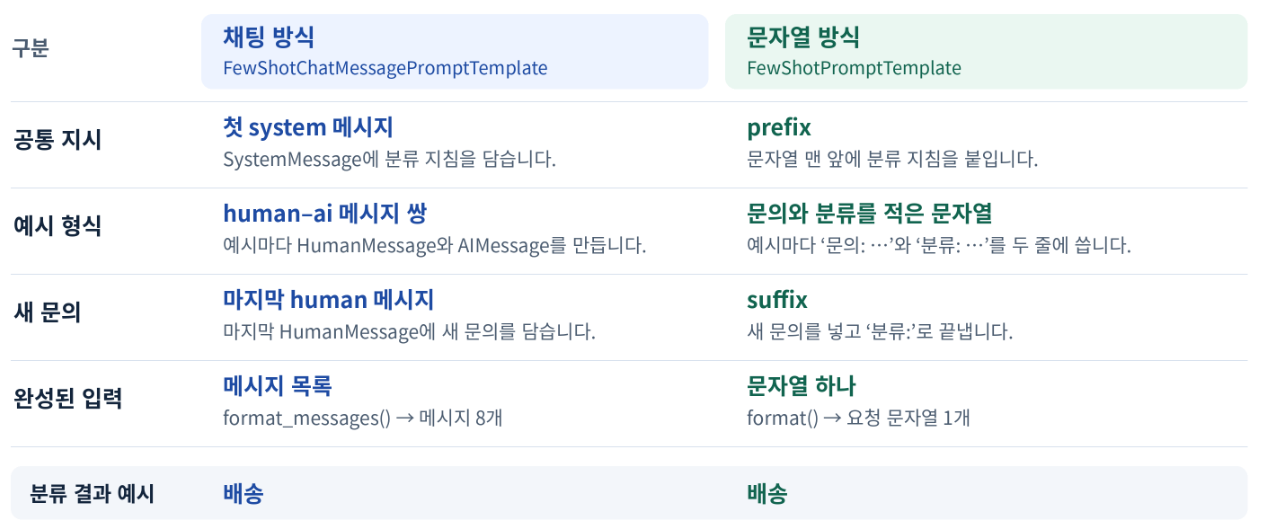 구분
채팅 방식
FewShotChatMessagePromptTemplate
문자열 방식
FewShotPromptTemplate
공통 지시
첫 system 메시지
SystemMessage에 분류 지침을 담습니다.
prefix
문자열 맨 앞에 분류 지침을 붙입니다.
예시 형식
human–ai 메시지 쌍
예시마다 HumanMessage와 AIMessage를 만듭니다.
문의와 분류를 적은 문자열
예시마다 ‘문의: …’와 ‘분류: …’를 두 줄에 씁니다.
새 문의
마지막 human 메시지
마지막 HumanMessage에 새 문의를 담습니다.
suffix
새 문의를 넣고 ‘분류:’로 끝냅니다.
완성된 입력
메시지 목록
format_messages() → 메시지 8개
문자열 하나
format() → 요청 문자열 1개
분류 결과 예시
배송
배송